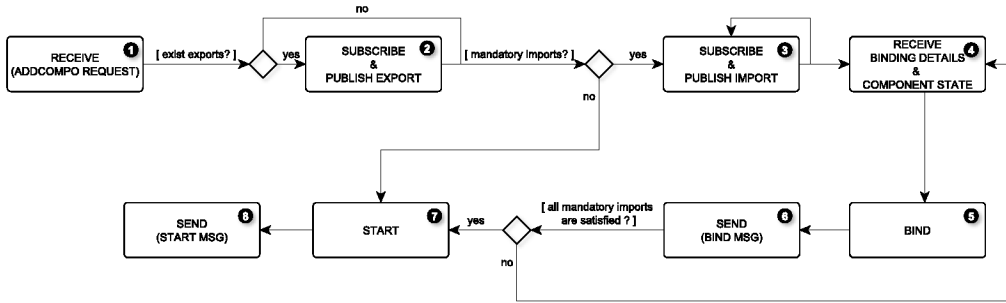 no
1
RECEIVE
(ADDCOMPO REQUEST)
[ exist exports? ]
yes
2
SUBSCRIBE
&
PUBLISH EXPORT
[ mandatory imports? ]
yes
no
3
SUBSCRIBE
&
PUBLISH IMPORT
4
RECEIVE
BINDING DETAILS
&
COMPONENT STATE
8
SEND
(START MSG)
7
START
yes
[ all mandatory imports
are satisfied ? ]
no
6
SEND
(BIND MSG)
5
BIND